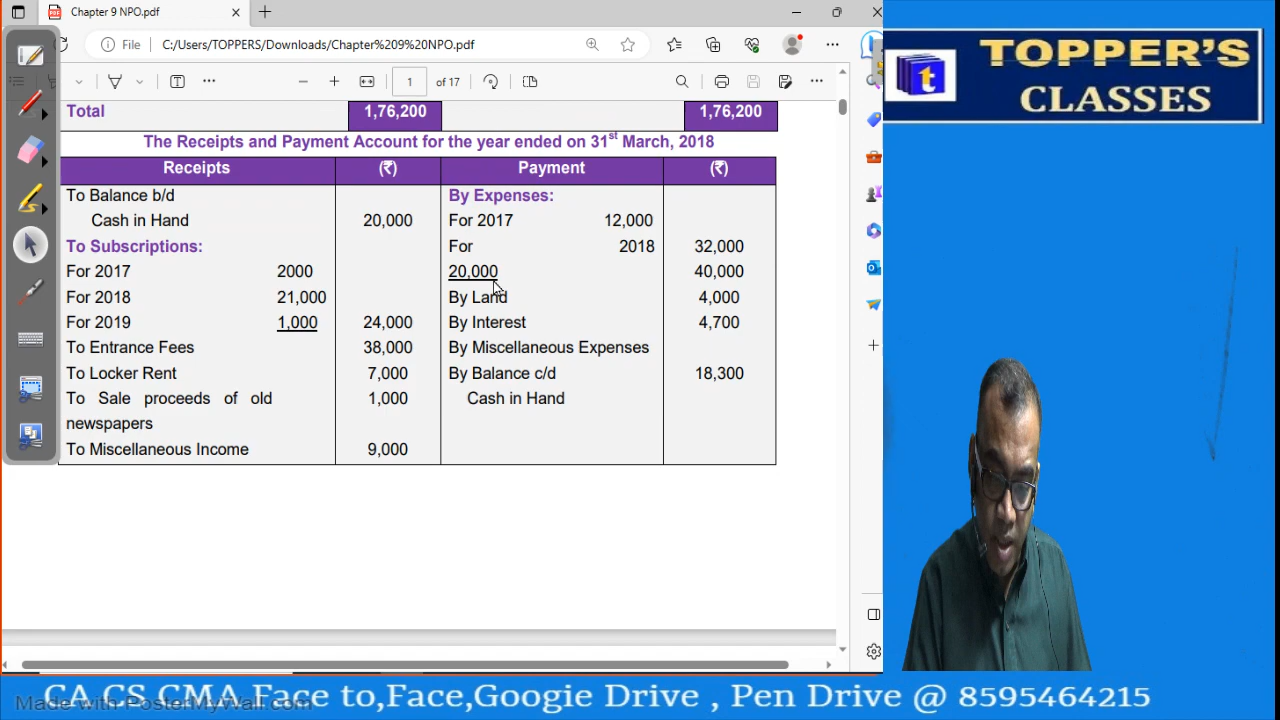 Chapter 9 NPO.pdf
File C:/Users/TOPPERS/Downloads/Chapter%209%20NPO.pdf
1 of 17
TOPPER'S
CLASSES
t
Total 1,76,200 1,76,200
The Receipts and Payment Account for the year ended on 31st March, 2018
Receipts (₹) Payment (₹)
To Balance b/d By Expenses:
Cash in Hand 20,000 For 2017 12,000
To Subscriptions: For 2018 32,000
For 2017 2000 20,000 40,000
For 2018 21,000 By Land 4,000
For 2019 1,000 24,000 By Interest 4,700
To Entrance Fees 38,000 By Miscellaneous Expenses
To Locker Rent 7,000 By Balance c/d 18,300
To Sale proceeds of old 1,000 Cash in Hand
newspapers
To Miscellaneous Income 9,000
CA CS CMA Face to,Face,Googie Drive , Pen Drive @ 8595464215
Made with PosterMyWall.com